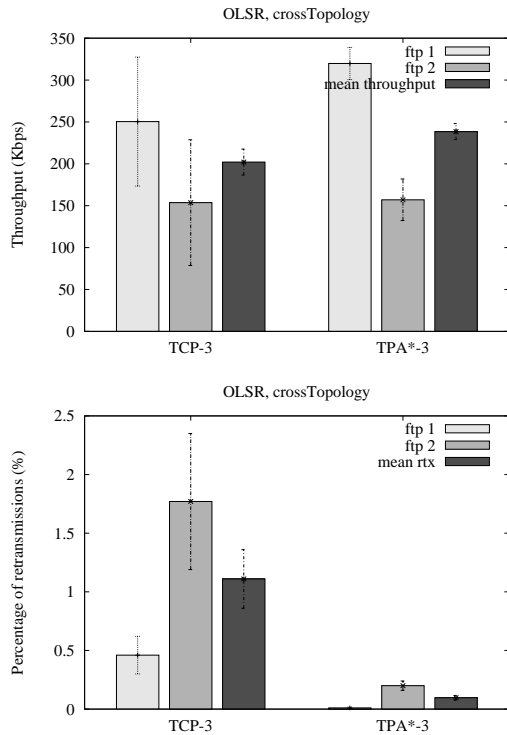 OLSR, crossTopology
Throughput (Kbps)
350
300
250
200
150
100
50
0
ftp 1
ftp 2
mean throughput
TCP-3
TPA*-3
OLSR, crossTopology
Percentage of retransmissions (%)
2.5
2
1.5
1
0.5
0
ftp 1
ftp 2
mean rtx
TCP-3
TPA*-3